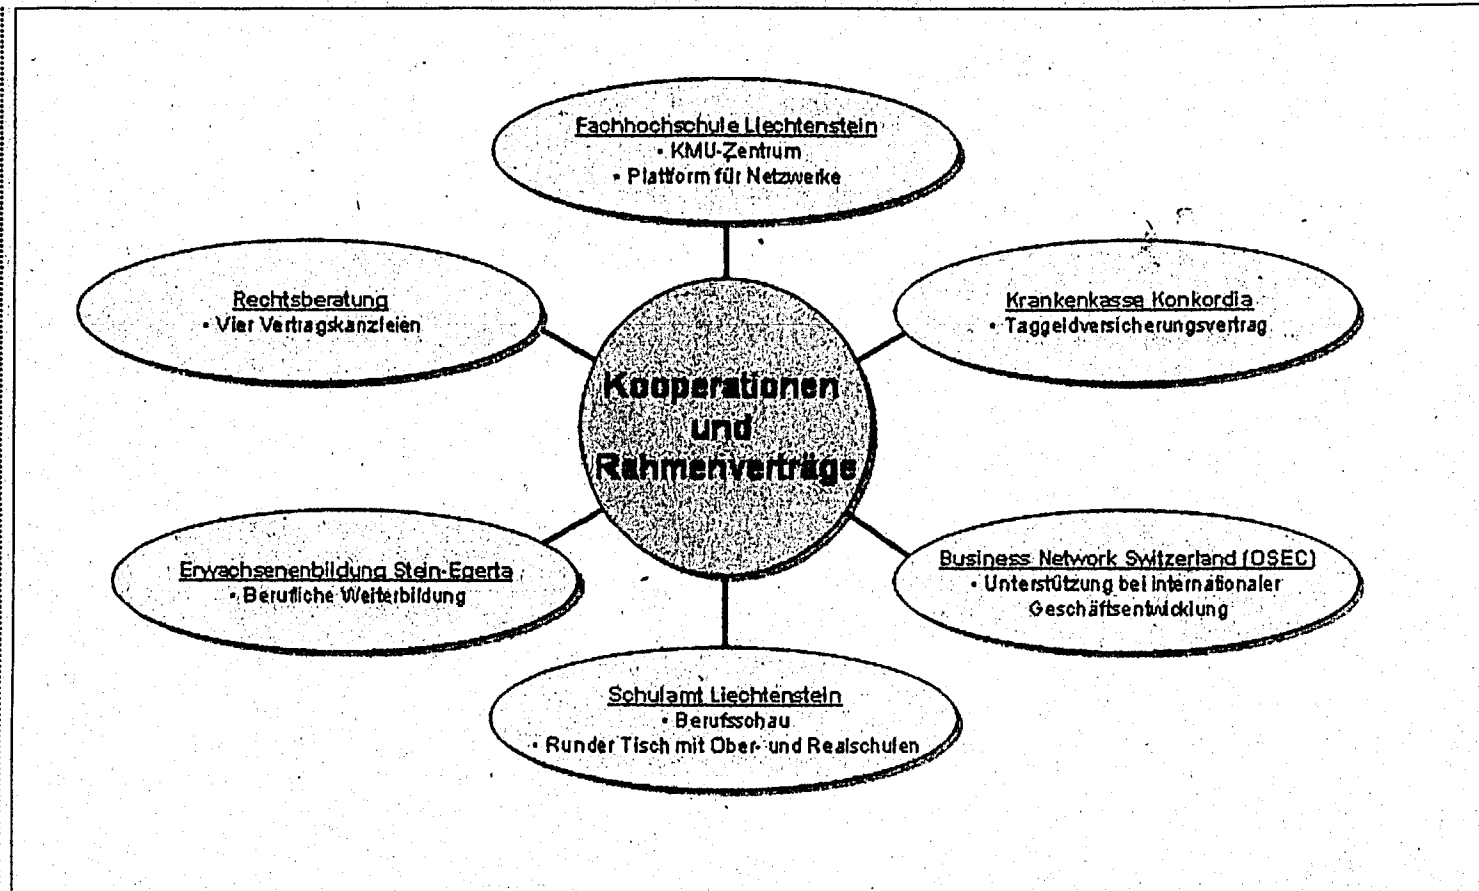 Fachhochschule Liechtenstein
• KMU-Zentrum
• Plattform für Netzwerke
Rechtsberatung
• Vier Vertragskanzleien
Krankenkasse Konkordia
• Taggeldversicherungsvertrag
Kooperationen
und
Rahmenverträge
Erwachsenenbildung Stein-Egerta
• Berufliche Weiterbildung
Business Network Switzerland (OSEC)
• Unterstützung bei internationaler
Geschäftsentwicklung
Schulamt Liechtenstein
• Berufsschau
• Runder Tisch mit Ober- und Realschulen